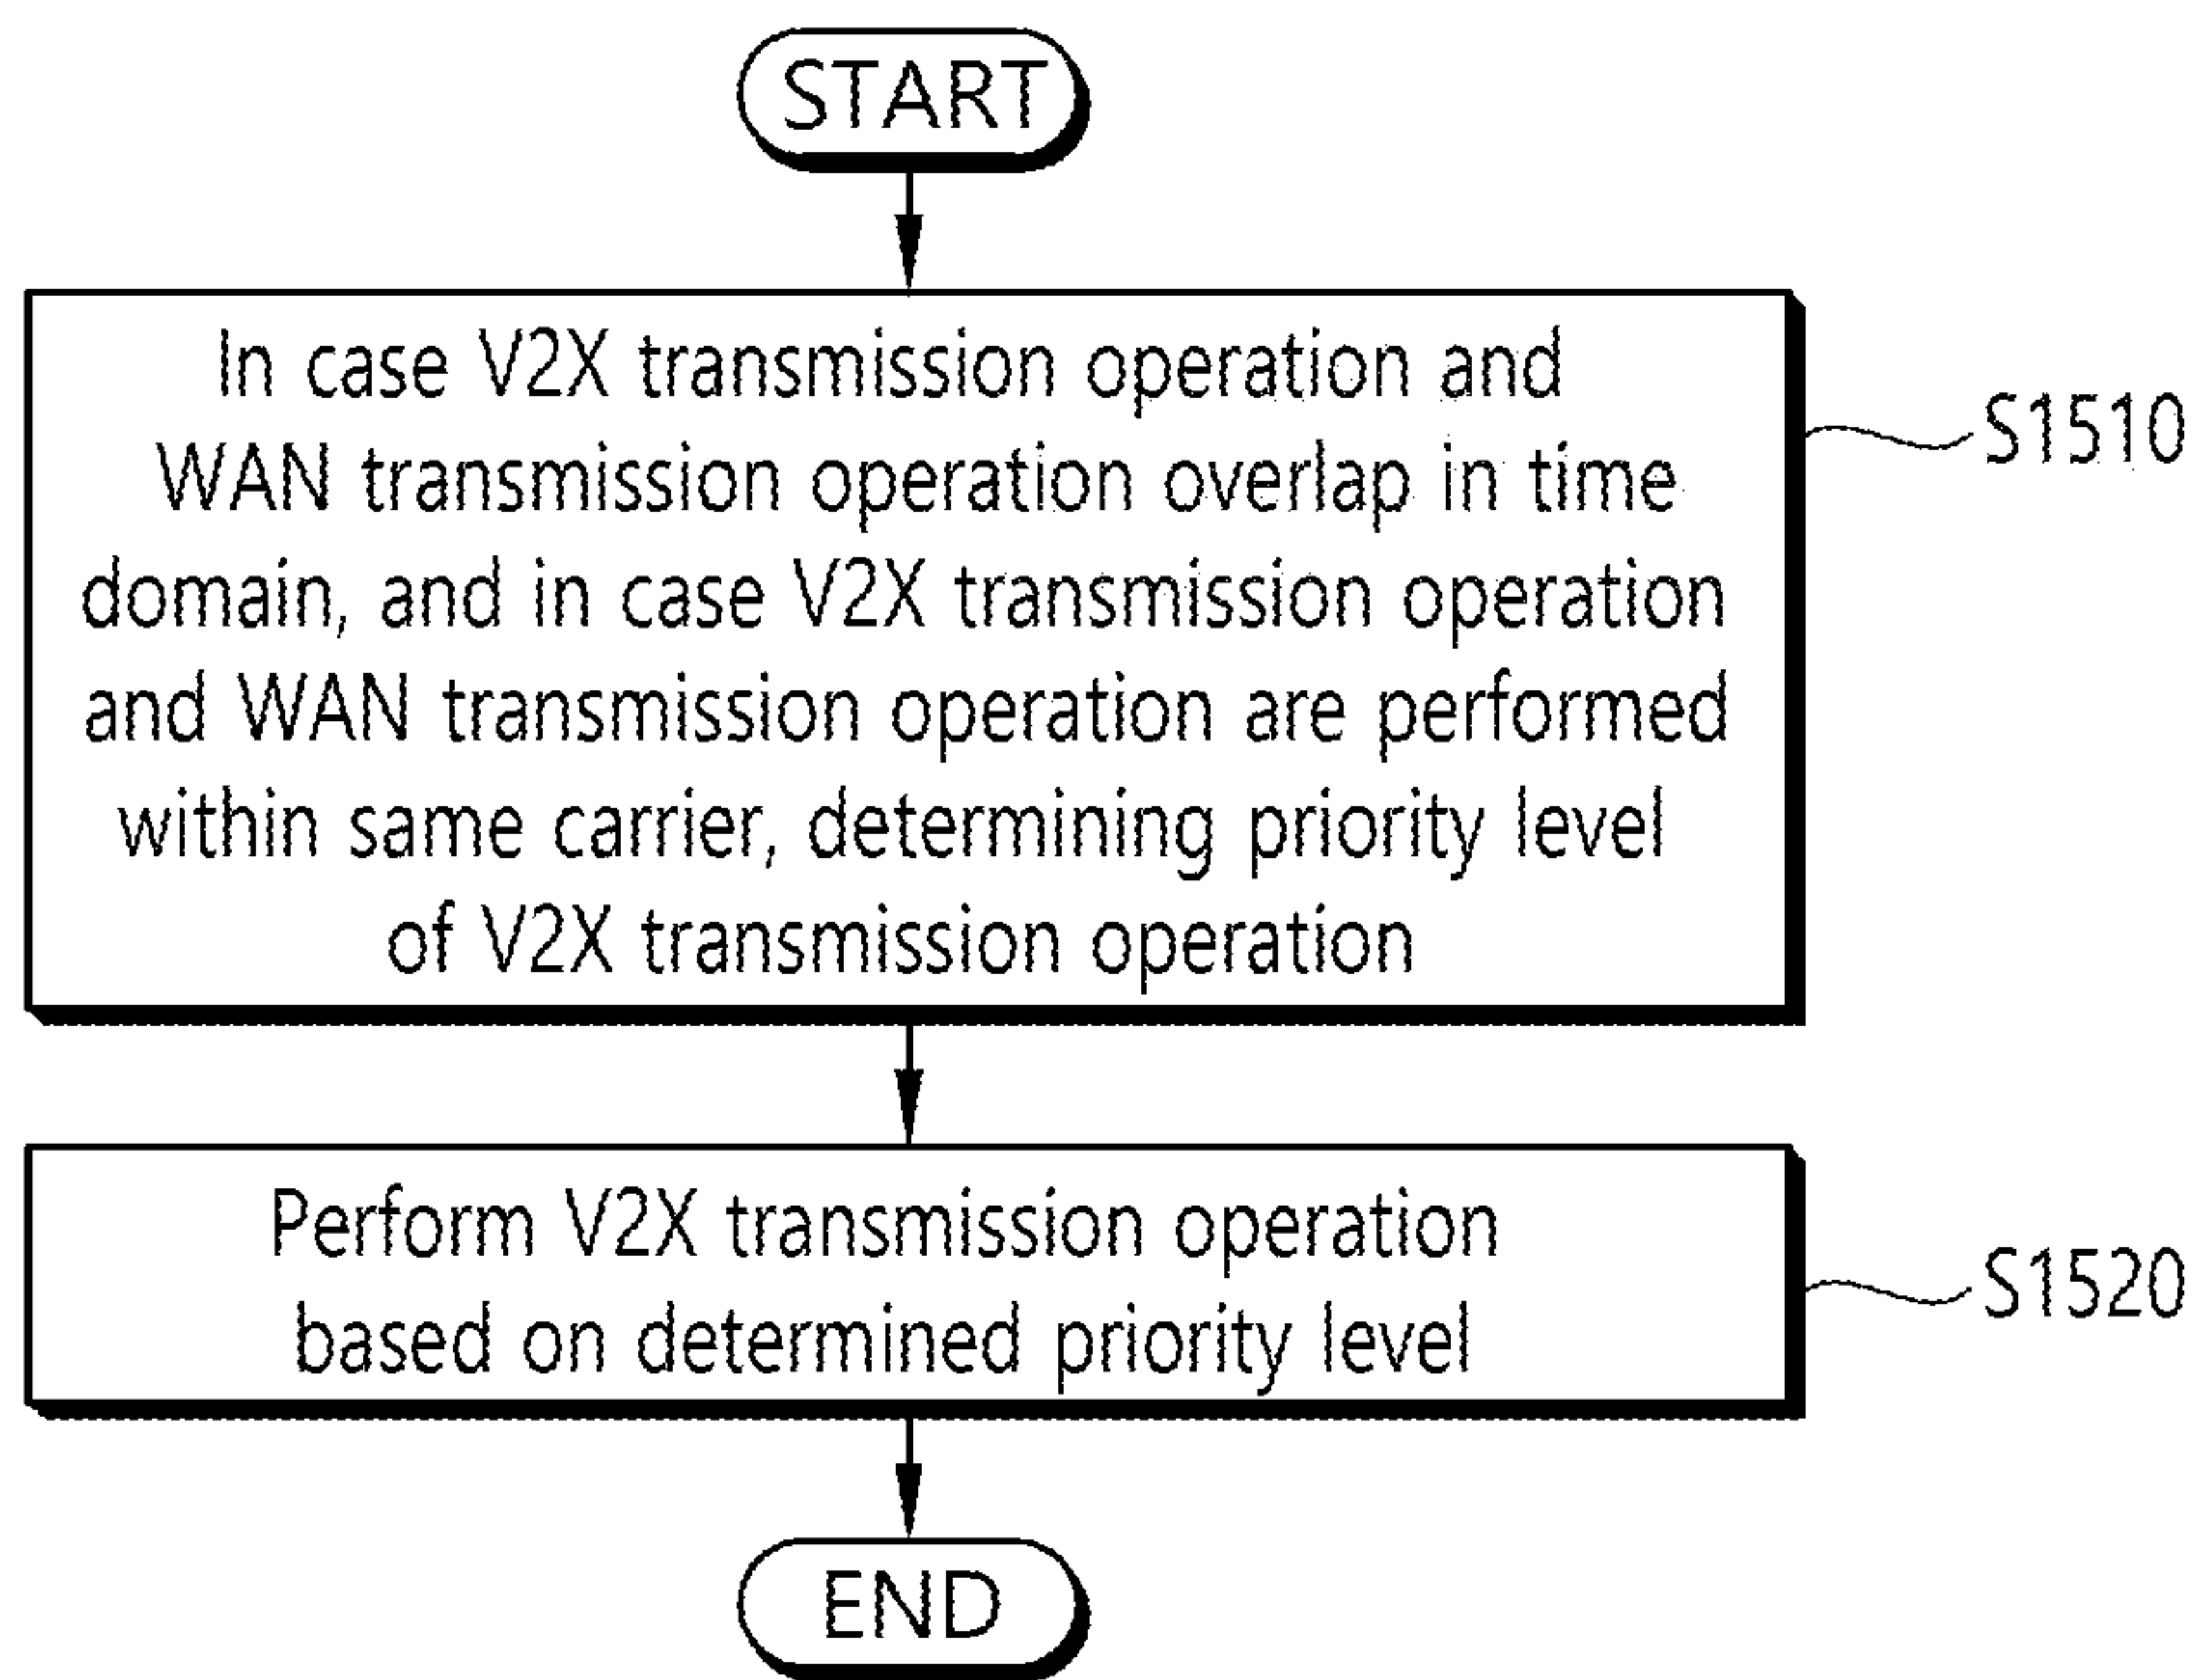 START
In case V2X transmission operation and
WAN transmission operation overlap in time
domain, and in case V2X transmission operation
and WAN transmission operation are performed
within same carrier, determining priority level
of V2X transmission operation
S1510
Perform V2X transmission operation
based on determined priority level
S1520
END